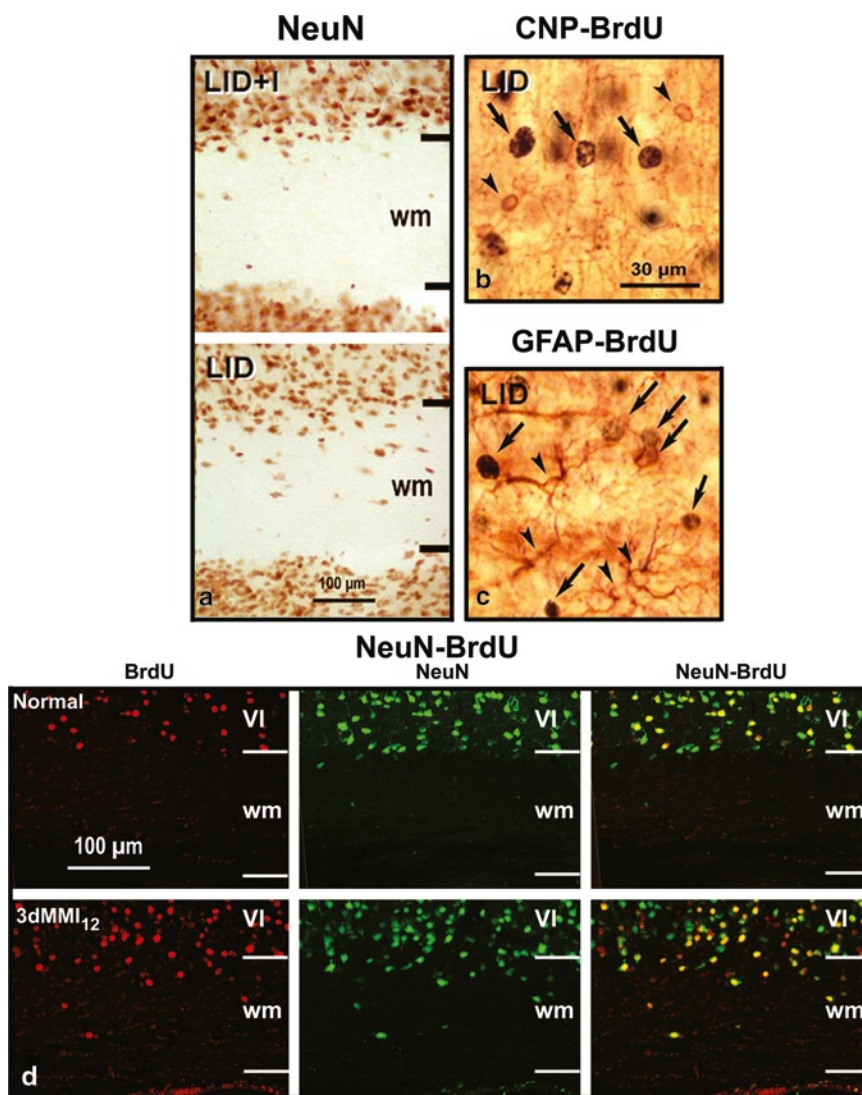 NeuN
LID+I
wm
LID
wm
100 µm
a
CNP-BrdU
LID
30 µm
b
GFAP-BrdU
LID
c
NeuN-BrdU
BrdU
NeuN
NeuN-BrdU
Normal
VI
wm
100 µm
VI
wm
VI
wm
3dMMI₁₂
VI
wm
d
VI
wm
VI
wm